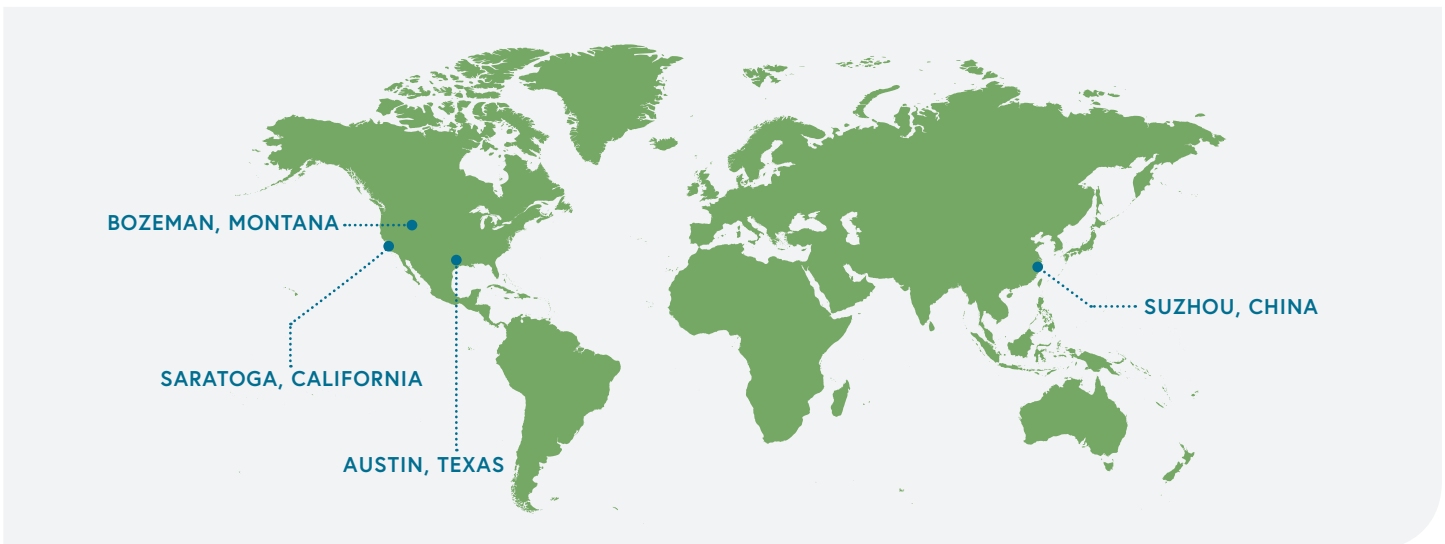 BOZEMAN, MONTANA
SUZHOU, CHINA
SARATOGA, CALIFORNIA
AUSTIN, TEXAS